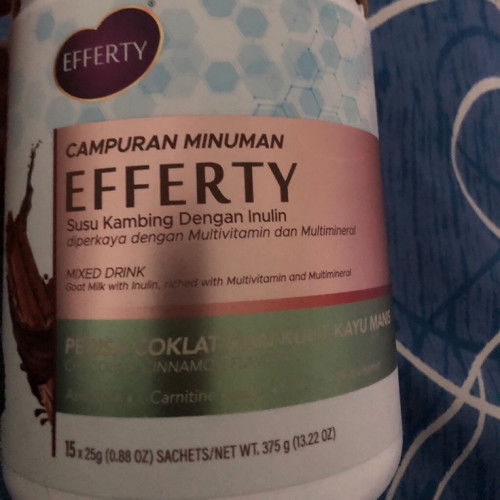 EFFERTY
CAMPURAN MINUMAN
EFFERTY
Susu Kambing Dengan Inulin
diperkaya dengan Multivitamin dan Multimineral
MIXED DRINK
Goat Milk with Inulin, riched with Multivitamin and Multimineral
COKLAT KAYU MANIS
CINNAMON
Carnitine
15 x 25g (0.88 OZ) SACHETS/NET WT. 375 g (13.22 OZ)